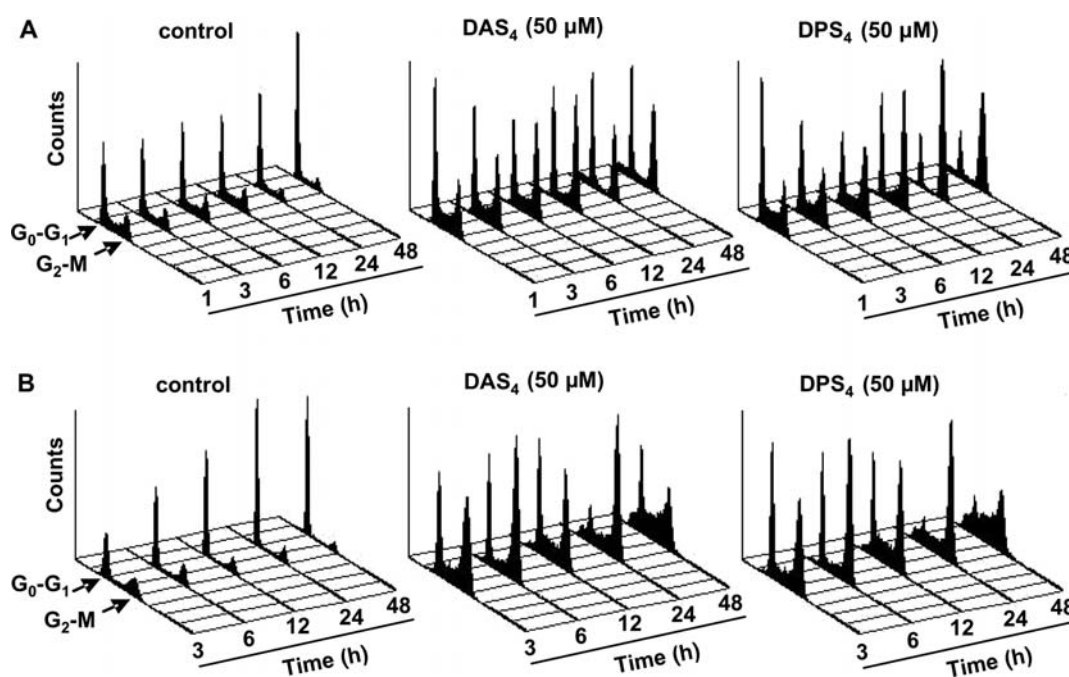 A
control
DAS₄ (50 µM)
DPS₄ (50 µM)
Counts
G₀-G₁
G₂-M
1 3 6 12 24 48
Time (h)
1 3 6 12 24 48
Time (h)
1 3 6 12 24 48
Time (h)
B
control
DAS₄ (50 µM)
DPS₄ (50 µM)
Counts
G₀-G₁
G₂-M
3 6 12 24 48
Time (h)
1 6 12 24 48
Time (h)
3 6 12 24 48
Time (h)